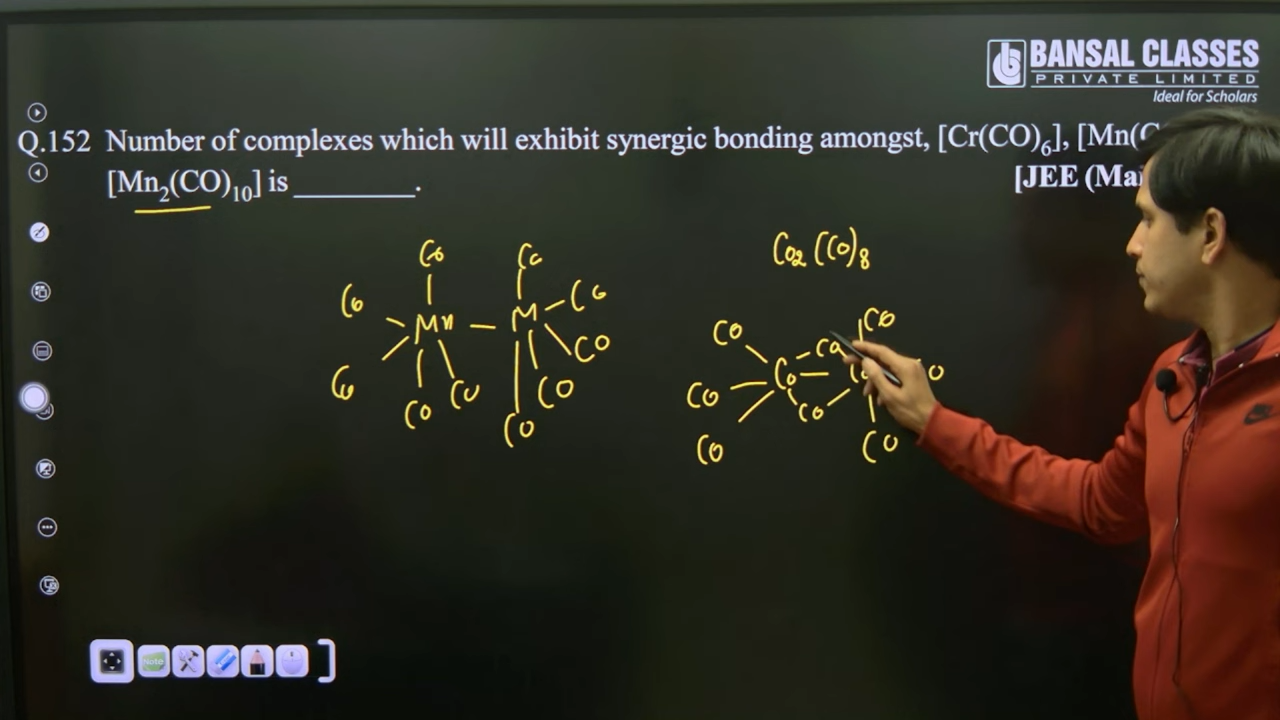 BANSAL CLASSES
PRIVATE LIMITED
Ideal for Scholars
Q.152 Number of complexes which will exhibit synergic bonding amongst, [Cr(CO)₆], [Mn(C
[Mn₂(CO)₁₀] is ________.
[JEE (Mai
Co₂(CO)₈
Co Cc
Co Mn — M Co
CO
Co CO Co CO
CO
CO Co CO
Co Co O
CO Co
CO CO
Note